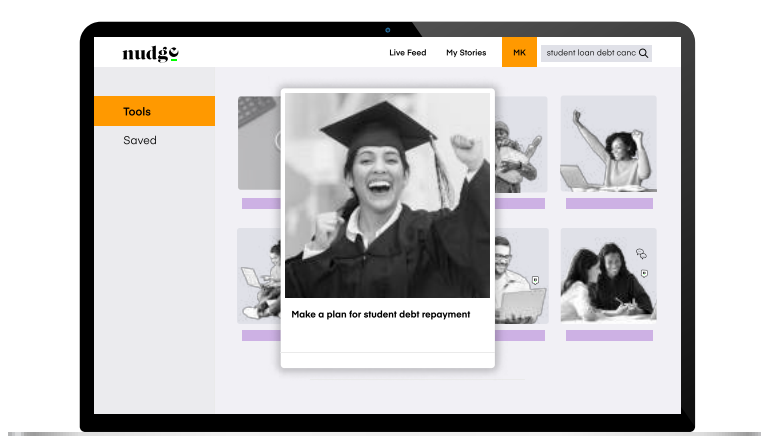 nudge
Live Feed
My Stories
MK
student loan debt canc
Tools
Saved
Make a plan for student debt repayment